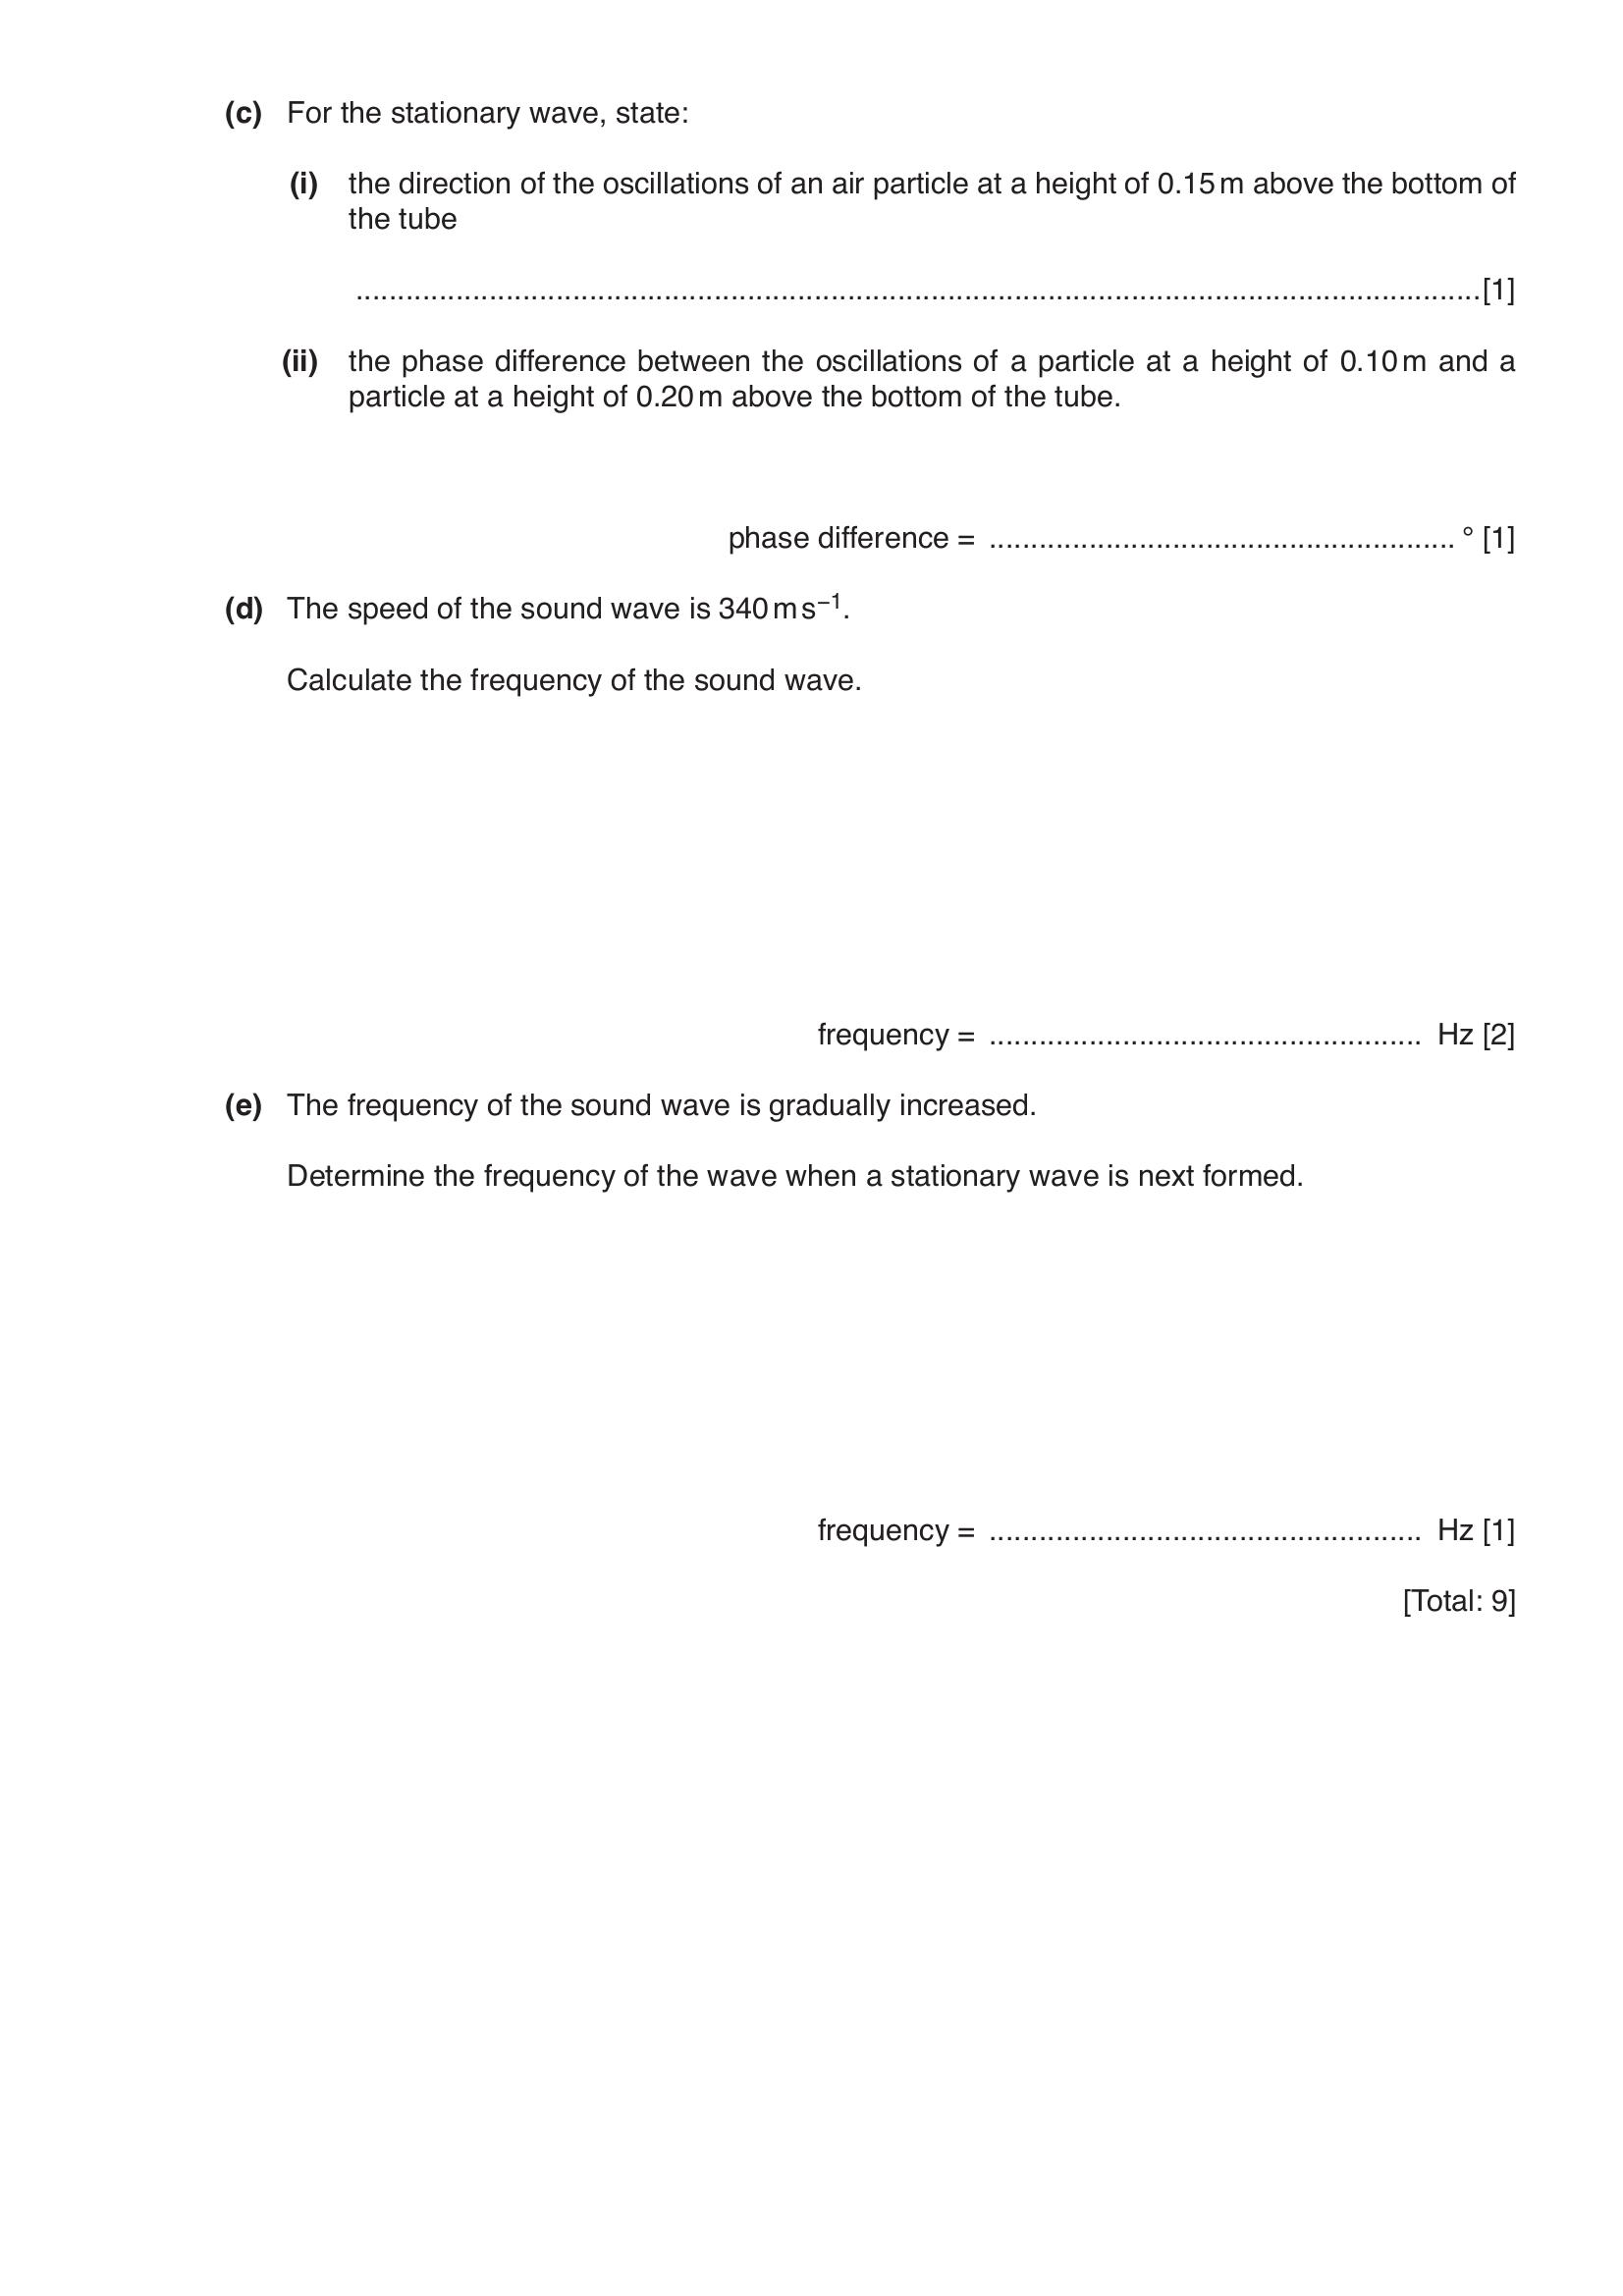 (c) For the stationary wave, state:
(i) the direction of the oscillations of an air particle at a height of 0.15 m above the bottom of
the tube
..............................................................................................................................[1]
(ii) the phase difference between the oscillations of a particle at a height of 0.10 m and a
particle at a height of 0.20 m above the bottom of the tube.
phase difference = ........................................................ ° [1]
(d) The speed of the sound wave is 340 m s⁻¹.
Calculate the frequency of the sound wave.
frequency = .................................................... Hz [2]
(e) The frequency of the sound wave is gradually increased.
Determine the frequency of the wave when a stationary wave is next formed.
frequency = .................................................... Hz [1]
[Total: 9]